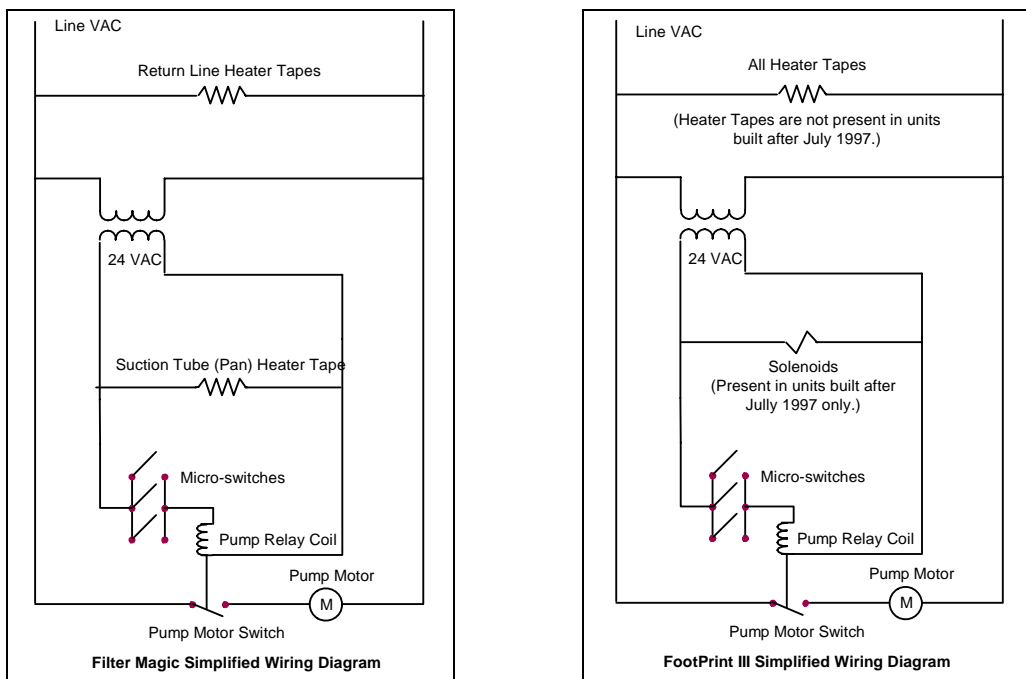 Line VAC
Return Line Heater Tapes
24 VAC
Suction Tube (Pan) Heater Tape
Micro-switches
Pump Relay Coil
Pump Motor
M
Pump Motor Switch
Filter Magic Simplified Wiring Diagram
Line VAC
All Heater Tapes
(Heater Tapes are not present in units
built after July 1997.)
24 VAC
Solenoids
(Present in units built after
Jully 1997 only.)
Micro-switches
Pump Relay Coil
Pump Motor
M
Pump Motor Switch
FootPrint III Simplified Wiring Diagram